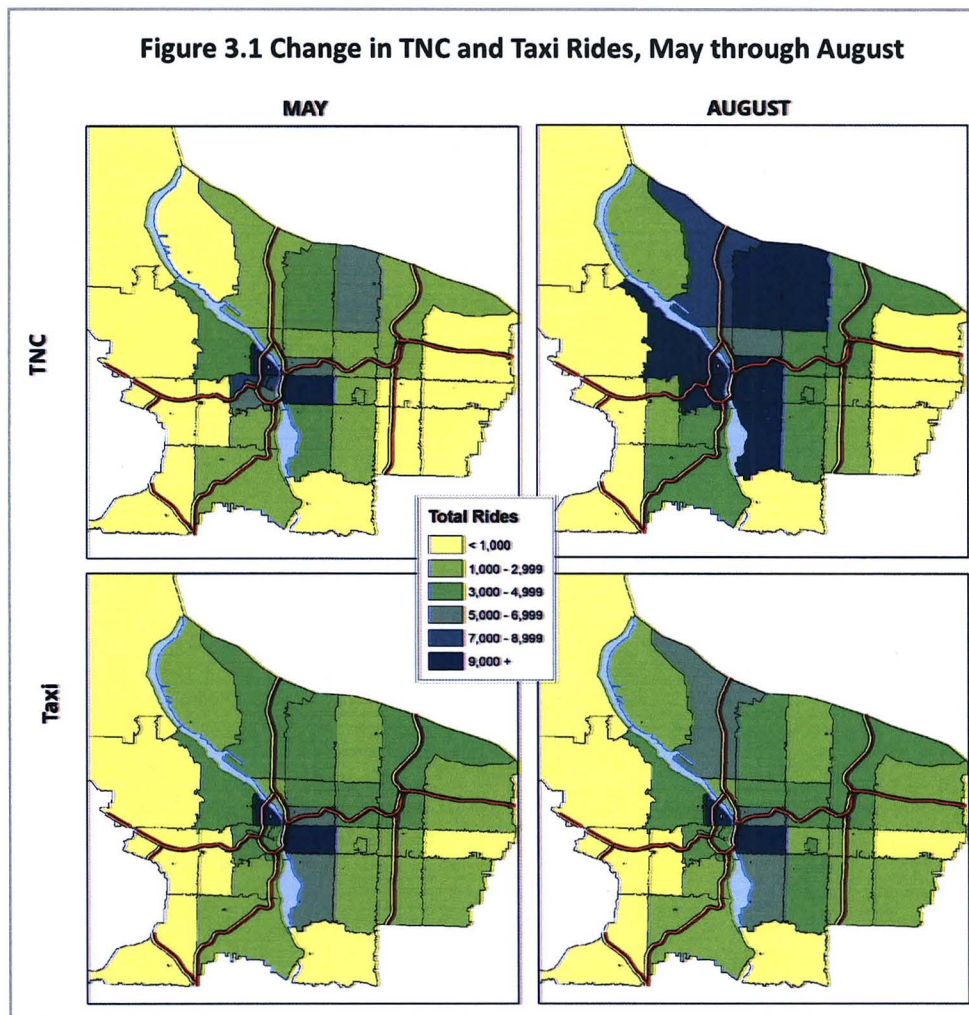 Figure 3.1 Change in TNC and Taxi Rides, May through August
MAY
AUGUST
TNC
Total Rides
< 1,000
1,000 - 2,999
3,000 - 4,999
5,000 - 6,999
7,000 - 8,999
9,000 +
Taxi